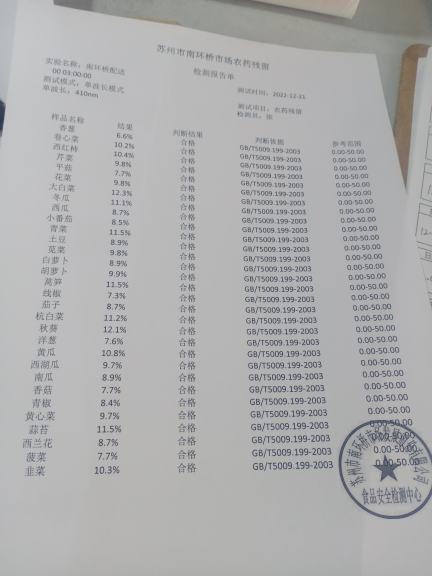 苏州市南环桥市场农药残留
检测报告单
实验名称：南环桥配送
00 03:00:00
测试时间：2022-12-21
测试模式：单波长模式
单波长：410nm
测试项目：农药残留
检测员：张
样品名称 结果 判断结果 判断依据 参考范围
香葱 6.6% 合格 GB/T5009.199-2003 0.00-50.00
卷心菜 10.2% 合格 GB/T5009.199-2003 0.00-50.00
西红柿 10.4% 合格 GB/T5009.199-2003 0.00-50.00
芹菜 9.8% 合格 GB/T5009.199-2003 0.00-50.00
平菇 7.7% 合格 GB/T5009.199-2003 0.00-50.00
花菜 9.8% 合格 GB/T5009.199-2003 0.00-50.00
大白菜 12.3% 合格 GB/T5009.199-2003 0.00-50.00
冬瓜 11.1% 合格 GB/T5009.199-2003 0.00-50.00
西瓜 8.7% 合格 GB/T5009.199-2003 0.00-50.00
小番茄 8.5% 合格 GB/T5009.199-2003 0.00-50.00
青菜 11.5% 合格 GB/T5009.199-2003 0.00-50.00
土豆 8.9% 合格 GB/T5009.199-2003 0.00-50.00
苋菜 9.8% 合格 GB/T5009.199-2003 0.00-50.00
白萝卜 8.9% 合格 GB/T5009.199-2003 0.00-50.00
胡萝卜 9.9% 合格 GB/T5009.199-2003 0.00-50.00
莴笋 11.5% 合格 GB/T5009.199-2003 0.00-50.00
线椒 7.3% 合格 GB/T5009.199-2003 0.00-50.00
茄子 8.7% 合格 GB/T5009.199-2003 0.00-50.00
杭白菜 11.2% 合格 GB/T5009.199-2003 0.00-50.00
秋葵 12.1% 合格 GB/T5009.199-2003 0.00-50.00
洋葱 7.6% 合格 GB/T5009.199-2003 0.00-50.00
黄瓜 10.8% 合格 GB/T5009.199-2003 0.00-50.00
西湖瓜 9.7% 合格 GB/T5009.199-2003 0.00-50.00
南瓜 8.9% 合格 GB/T5009.199-2003 0.00-50.00
香菇 7.7% 合格 GB/T5009.199-2003 0.00-50.00
青椒 8.4% 合格 GB/T5009.199-2003 0.00-50.00
黄心菜 9.7% 合格 GB/T5009.199-2003 0.00-50.00
蒜苔 11.5% 合格 GB/T5009.199-2003 0.00-50.00
西兰花 8.7% 合格 GB/T5009.199-2003 0.00-50.00
菠菜 7.7% 合格 GB/T5009.199-2003 0.00-50.00
韭菜 10.3% 合格 GB/T5009.199-2003 0.00-50.00
食品安全检测中心